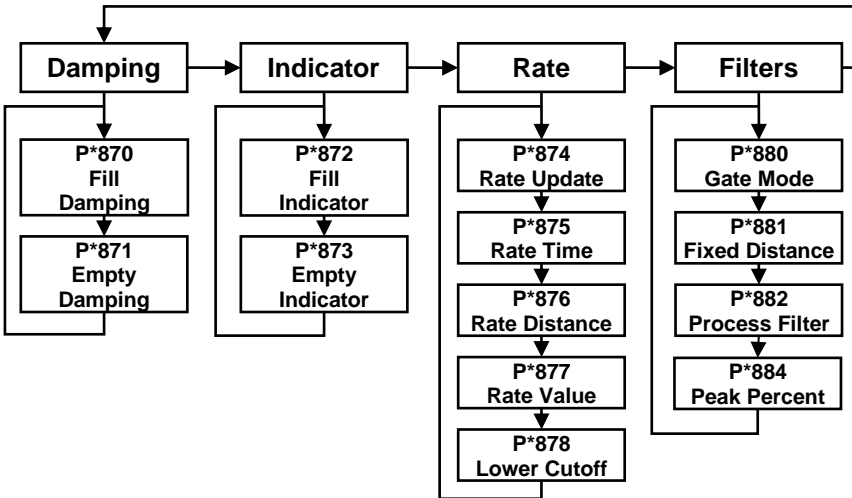 Damping
Indicator
Rate
Filters
P*870
Fill
Damping
P*871
Empty
Damping
P*872
Fill
Indicator
P*873
Empty
Indicator
P*874
Rate Update
P*875
Rate Time
P*876
Rate Distance
P*877
Rate Value
P*878
Lower Cutoff
P*880
Gate Mode
P*881
Fixed Distance
P*882
Process Filter
P*884
Peak Percent